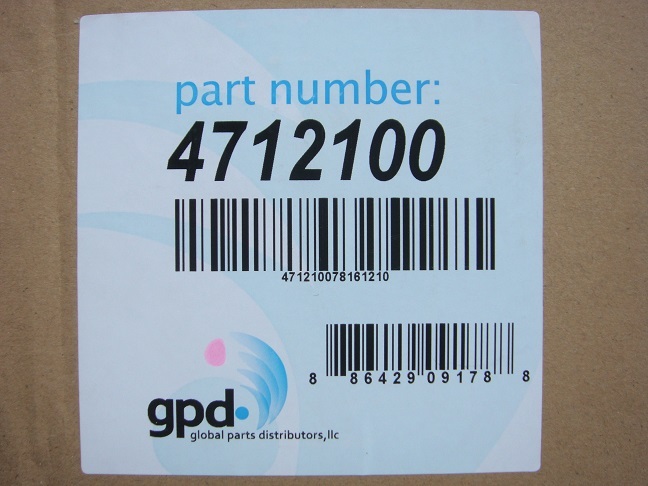 part number:
4712100
471210078161210
8 86429 09178 8
gpd
global parts distributors,llc